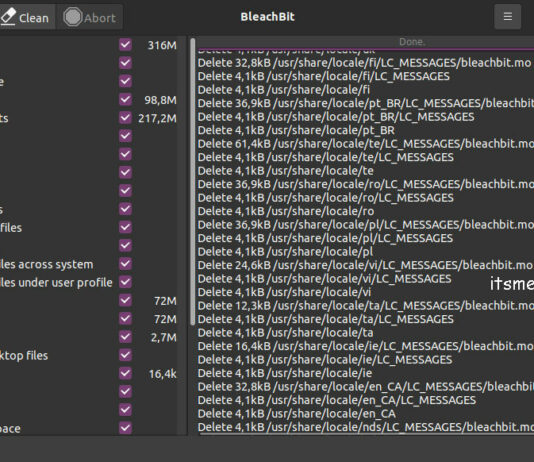 Clean
Abort
BleachBit
Done.
316M
98,8M
ts
217,2M
files
iles across system
iles under user profile
72M
72M
2,7M
ktop files
16,4k
pace
Delete 32,8kB /usr/share/locale/fi/LC_MESSAGES/bleachbit.mo
Delete 4,1kB /usr/share/locale/fi/LC_MESSAGES
Delete 4,1kB /usr/share/locale/fi
Delete 36,9kB /usr/share/locale/pt_BR/LC_MESSAGES/bleachbit
Delete 4,1kB /usr/share/locale/pt_BR/LC_MESSAGES
Delete 4,1kB /usr/share/locale/pt_BR
Delete 61,4kB /usr/share/locale/te/LC_MESSAGES/bleachbit.mo
Delete 4,1kB /usr/share/locale/te/LC_MESSAGES
Delete 4,1kB /usr/share/locale/te
Delete 36,9kB /usr/share/locale/ro/LC_MESSAGES/bleachbit.mo
Delete 4,1kB /usr/share/locale/ro/LC_MESSAGES
Delete 4,1kB /usr/share/locale/ro
Delete 36,9kB /usr/share/locale/pl/LC_MESSAGES/bleachbit.mo
Delete 4,1kB /usr/share/locale/pl/LC_MESSAGES
Delete 4,1kB /usr/share/locale/pl
Delete 24,6kB /usr/share/locale/vi/LC_MESSAGES/bleachbit.mo
Delete 4,1kB /usr/share/locale/vi/LC_MESSAGES
Delete 4,1kB /usr/share/locale/vi
itsme
Delete 12,3kB /usr/share/locale/ta/LC_MESSAGES/bleachbit.mo
Delete 4,1kB /usr/share/locale/ta/LC_MESSAGES
Delete 4,1kB /usr/share/locale/ta
Delete 16,4kB /usr/share/locale/ie/LC_MESSAGES/bleachbit.mo
Delete 4,1kB /usr/share/locale/ie/LC_MESSAGES
Delete 4,1kB /usr/share/locale/ie
Delete 32,8kB /usr/share/locale/en_CA/LC_MESSAGES/bleachbit
Delete 4,1kB /usr/share/locale/en_CA/LC_MESSAGES
Delete 4,1kB /usr/share/locale/en_CA
Delete 4,1kB /usr/share/locale/nds/LC_MESSAGES/bleachbit.mo